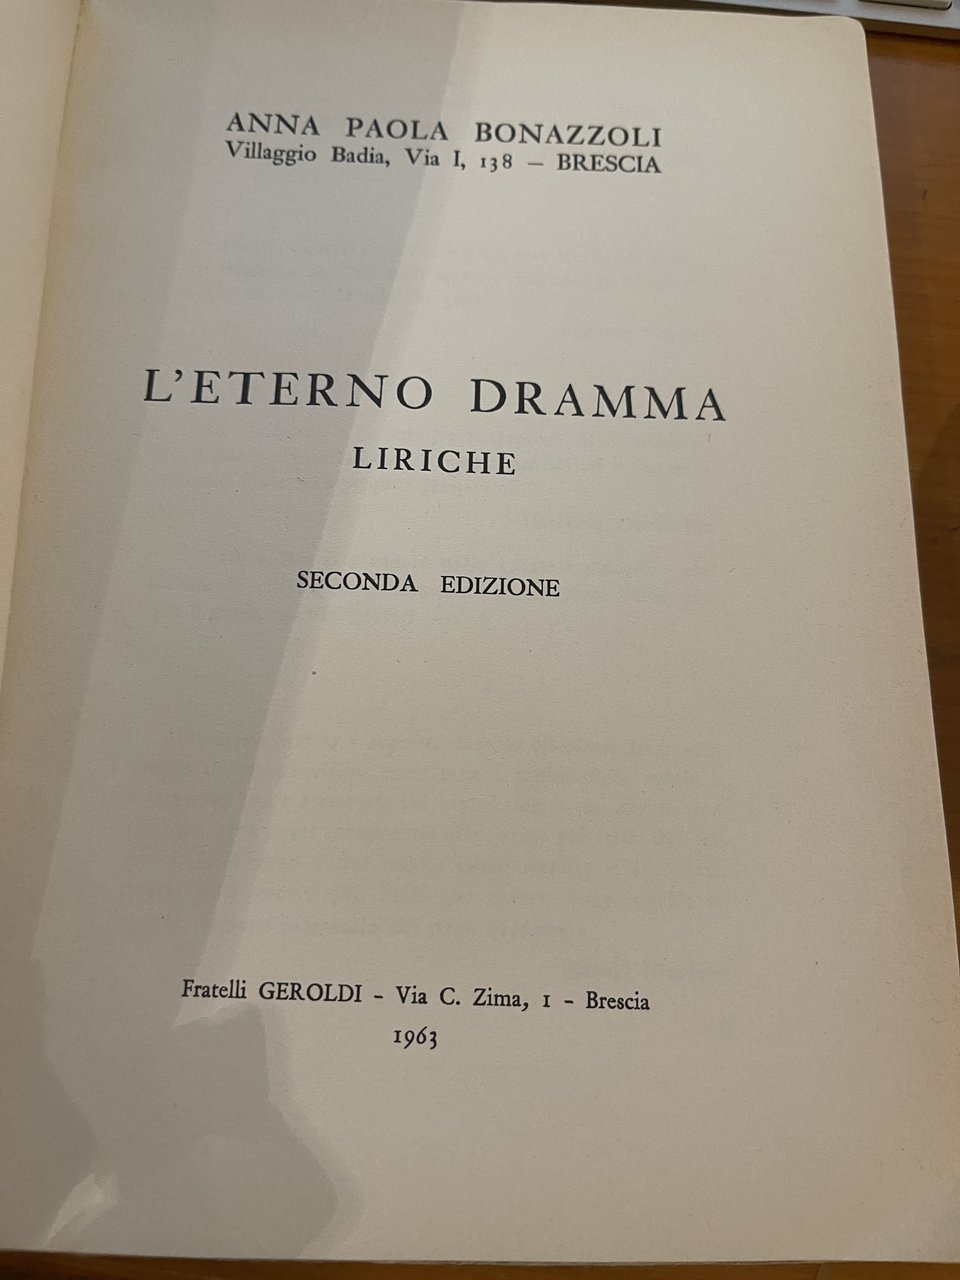 ANNA PAOLA BONAZZOLI
Villaggio Badia, Via I, 138 – BRESCIA
L'ETERNO DRAMMA
LIRICHE
SECONDA EDIZIONE
Fratelli GEROLDI - Via C. Zima, 1 - Brescia
1963